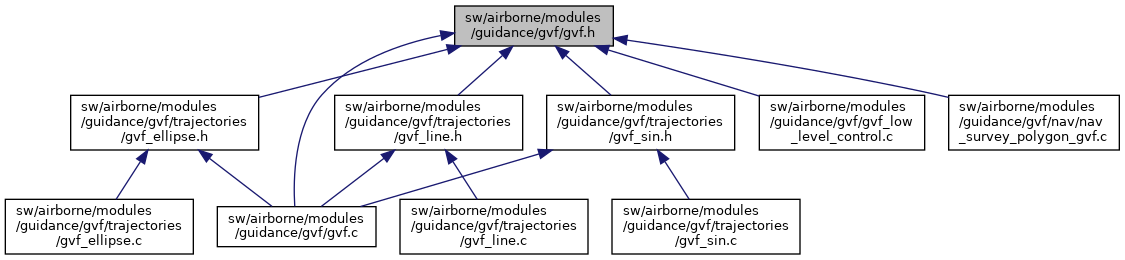 sw/airborne/modules
/guidance/gvf/gvf.h
sw/airborne/modules
/guidance/gvf/trajectories
/gvf_ellipse.h
sw/airborne/modules
/guidance/gvf/trajectories
/gvf_line.h
sw/airborne/modules
/guidance/gvf/trajectories
/gvf_sin.h
sw/airborne/modules
/guidance/gvf/gvf_low
_level_control.c
sw/airborne/modules
/guidance/gvf/nav/nav
_survey_polygon_gvf.c
sw/airborne/modules
/guidance/gvf/trajectories
/gvf_ellipse.c
sw/airborne/modules
/guidance/gvf/gvf.c
sw/airborne/modules
/guidance/gvf/trajectories
/gvf_line.c
sw/airborne/modules
/guidance/gvf/trajectories
/gvf_sin.c